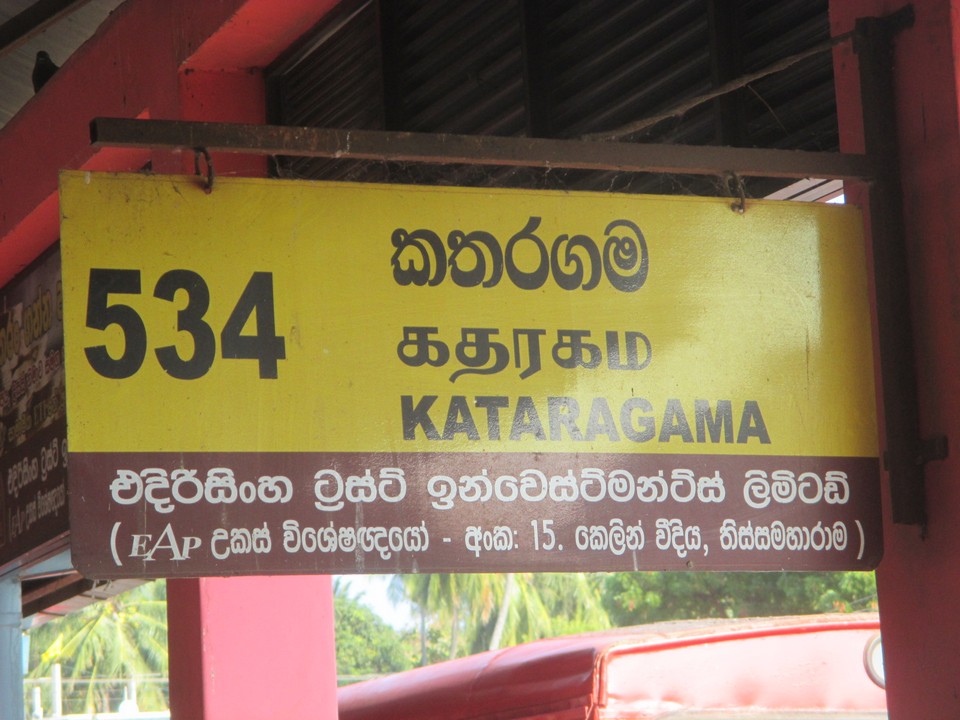 534
කතරගම
கதரகம
KATARAGAMA
එදිරිසිංහ ට්‍රස්ට් ඉන්වෙස්ට්මන්ට්ස් ලිමිටඩ්
( EAP උකස් විශේෂඥයෝ - අංක: 15. කෙලින් වීදිය, තිස්සමහාරාම )